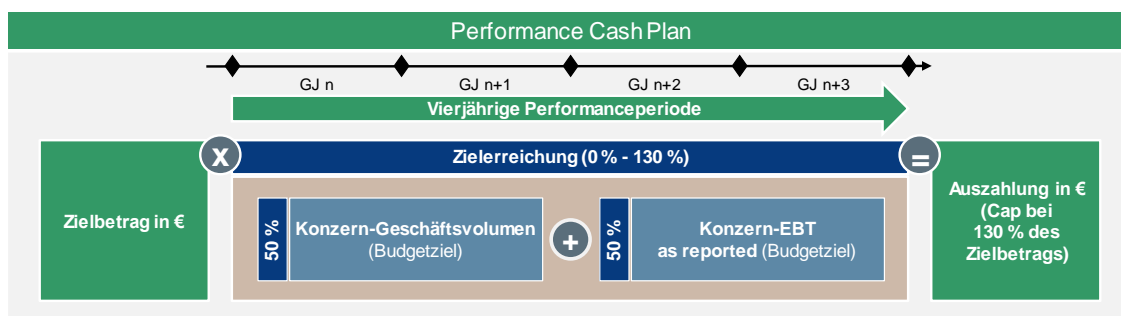 Performance Cash Plan
GJ n
GJ n+1
GJ n+2
GJ n+3
Vierjährige Performanceperiode
x
Zielerreichung (0 % - 130 %)
=
Zielbetrag in €
50 %
Konzern-Geschäftsvolumen
(Budgetziel)
+
50 %
Konzern-EBT
as reported (Budgetziel)
Auszahlung in €
(Cap bei
130 % des
Zielbetrags)